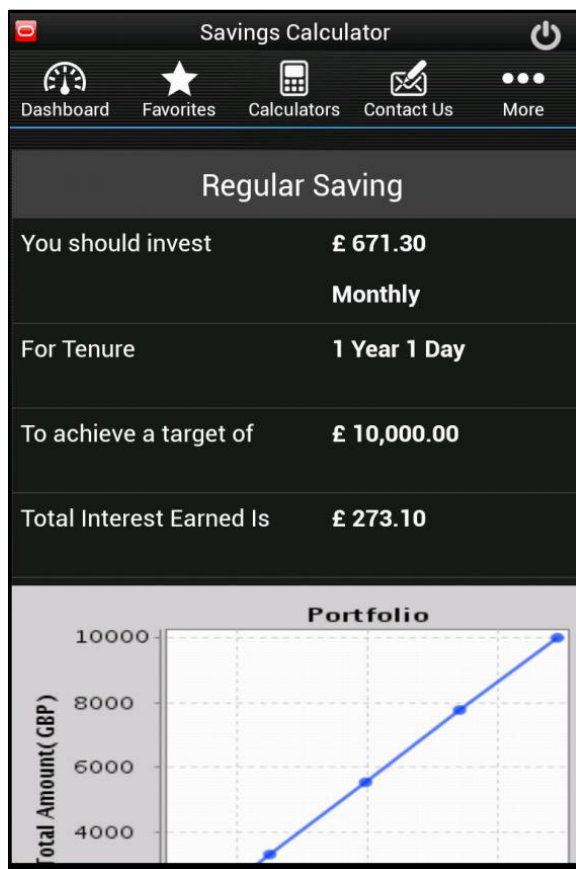 Savings Calculator
Dashboard Favorites Calculators Contact Us More
Regular Saving
You should invest £ 671.30
Monthly
For Tenure 1 Year 1 Day
To achieve a target of £ 10,000.00
Total Interest Earned Is £ 273.10
Portfolio
10000
8000
6000
4000
Total Amount( GBP)